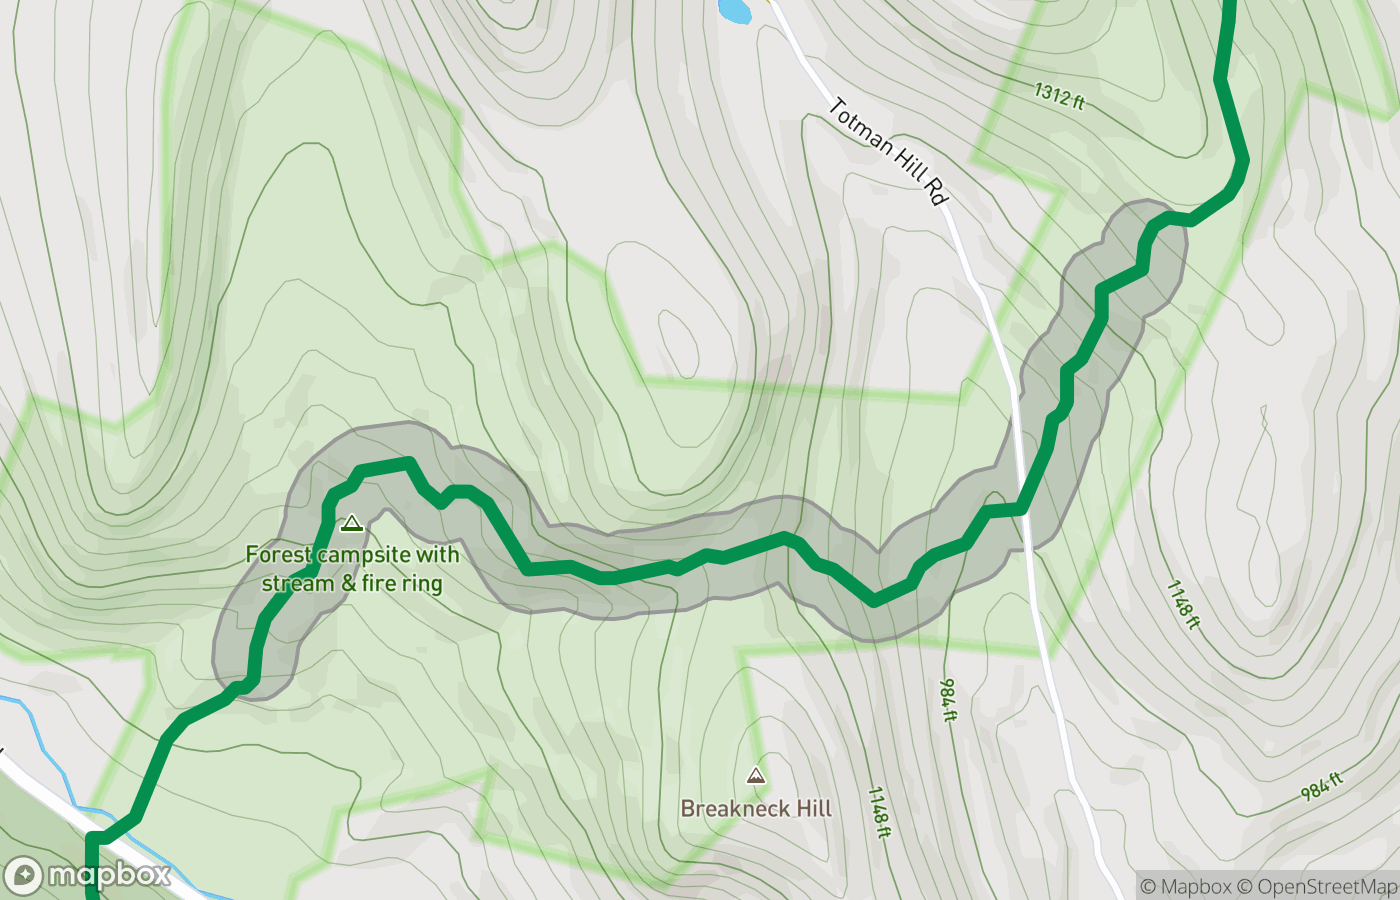 1312 ft
Totman Hill Rd
Forest campsite with
stream & fire ring
1148 ft
984 ft
Breakneck Hill
1148 ft
984 ft
mapbox
© Mapbox © OpenStreetMap